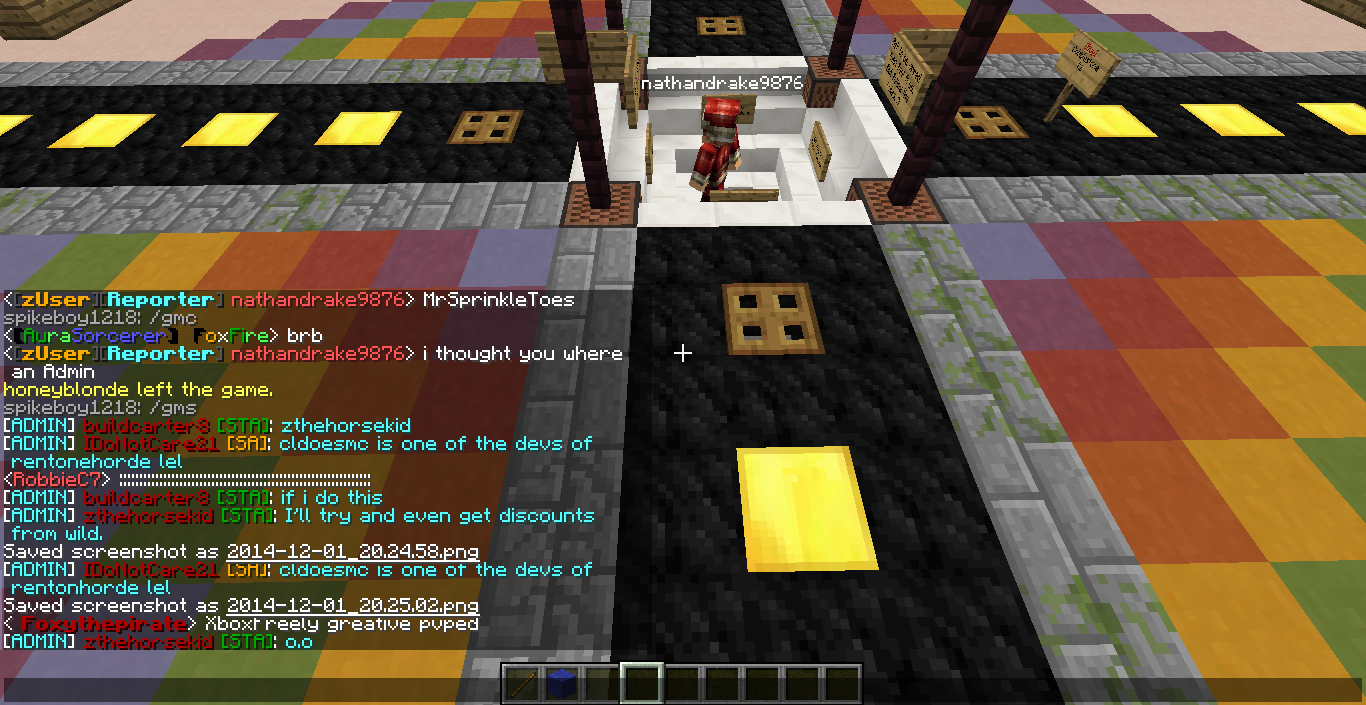 nathandrake9876
<[zUser][Reporter] nathandrake9876> MrSprinkleToes
spikeboy1218: /gmc
<[AuraSorcerer] FoxFire> brb
<[zUser][Reporter] nathandrake9876> i thought you where
an Admin
honeyblonde left the game.
spikeboy1218: /gms
[ADMIN] buildcarter8 [STA]: zthehorsekid
[ADMIN] IDoNotCare21 [SA]: cldoesmc is one of the devs of
rentonehorde lel
<RobbieC7>
[ADMIN] buildcarter8 [STA]: if i do this
[ADMIN] zthehorsekid [STA]: I'll try and even get discounts
from wild.
Saved screenshot as 2014-12-01_20.24.58.png
[ADMIN] IDoNotCare21 [SA]: cldoesmc is one of the devs of
rentonhorde lel
Saved screenshot as 2014-12-01_20.25.02.png
< Foxythepirate> Xboxfreely greative pvped
[ADMIN] zthehorsekid [STA]: o.o